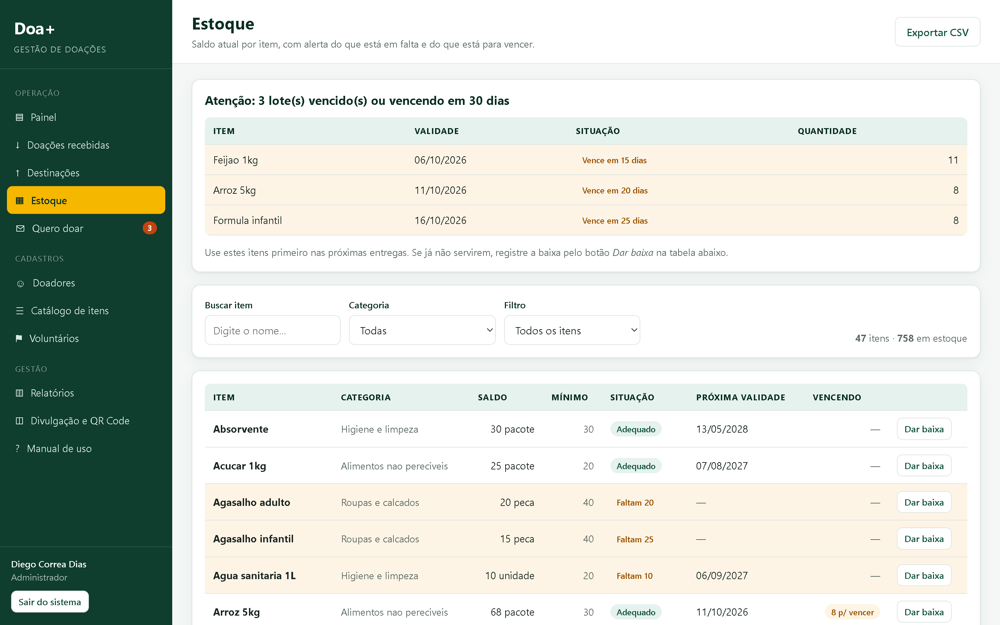 Doa+
GESTÃO DE DOAÇÕES
OPERAÇÃO
Painel
↓ Doações recebidas
↑ Destinações
Estoque
Quero doar 3
CADASTROS
Doadores
Catálogo de itens
Voluntários
GESTÃO
Relatórios
Divulgação e QR Code
? Manual de uso
Diego Correa Dias
Administrador
Sair do sistema
Estoque
Saldo atual por item, com alerta do que está em falta e do que está para vencer.
Exportar CSV
Atenção: 3 lote(s) vencido(s) ou vencendo em 30 dias
ITEM VALIDADE SITUAÇÃO QUANTIDADE
Feijao 1kg 06/10/2026 Vence em 15 dias 11
Arroz 5kg 11/10/2026 Vence em 20 dias 8
Formula infantil 16/10/2026 Vence em 25 dias 8
Use estes itens primeiro nas próximas entregas. Se já não servirem, registre a baixa pelo botão Dar baixa na tabela abaixo.
Buscar item Categoria Filtro
Digite o nome... Todas Todos os itens
47 itens · 758 em estoque
ITEM CATEGORIA SALDO MÍNIMO SITUAÇÃO PRÓXIMA VALIDADE VENCENDO
Absorvente Higiene e limpeza 30 pacote 30 Adequado 13/05/2028 — Dar baixa
Acucar 1kg Alimentos nao pereciveis 25 pacote 20 Adequado 07/08/2027 — Dar baixa
Agasalho adulto Roupas e calcados 20 peca 40 Faltam 20 — — Dar baixa
Agasalho infantil Roupas e calcados 15 peca 40 Faltam 25 — — Dar baixa
Agua sanitaria 1L Higiene e limpeza 10 unidade 20 Faltam 10 06/09/2027 — Dar baixa
Arroz 5kg Alimentos nao pereciveis 68 pacote 30 Adequado 11/10/2026 8 p/ vencer Dar baixa